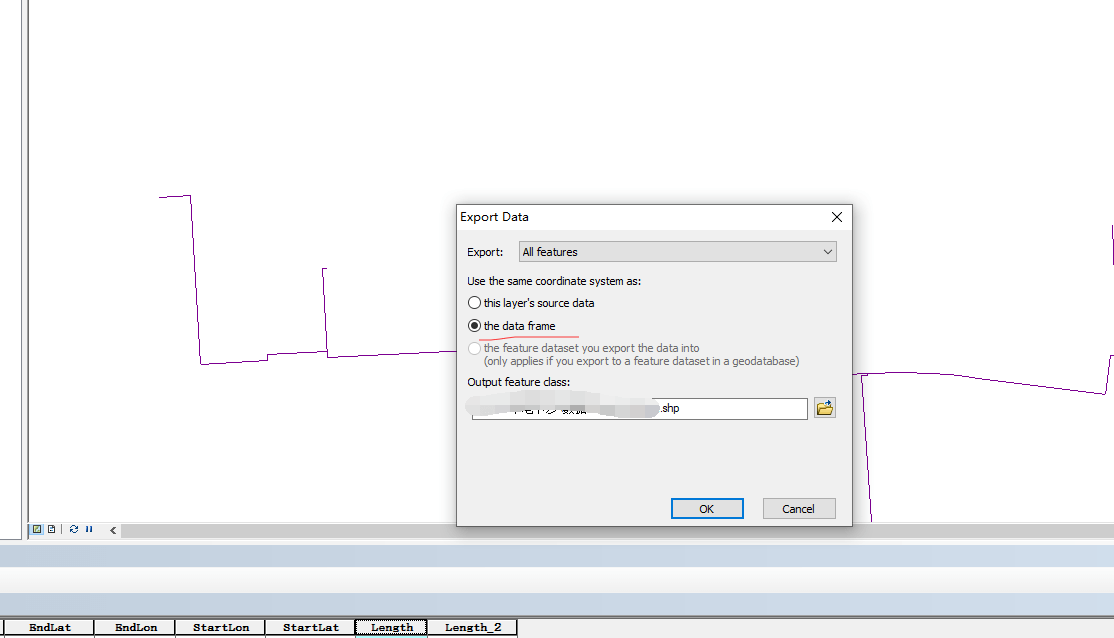 Export Data
Export: All features
Use the same coordinate system as:
this layer's source data
the data frame
the feature dataset you export the data into
(only applies if you export to a feature dataset in a geodatabase)
Output feature class:
.shp
OK Cancel
EndLat EndLon StartLon StartLat Length Length_2